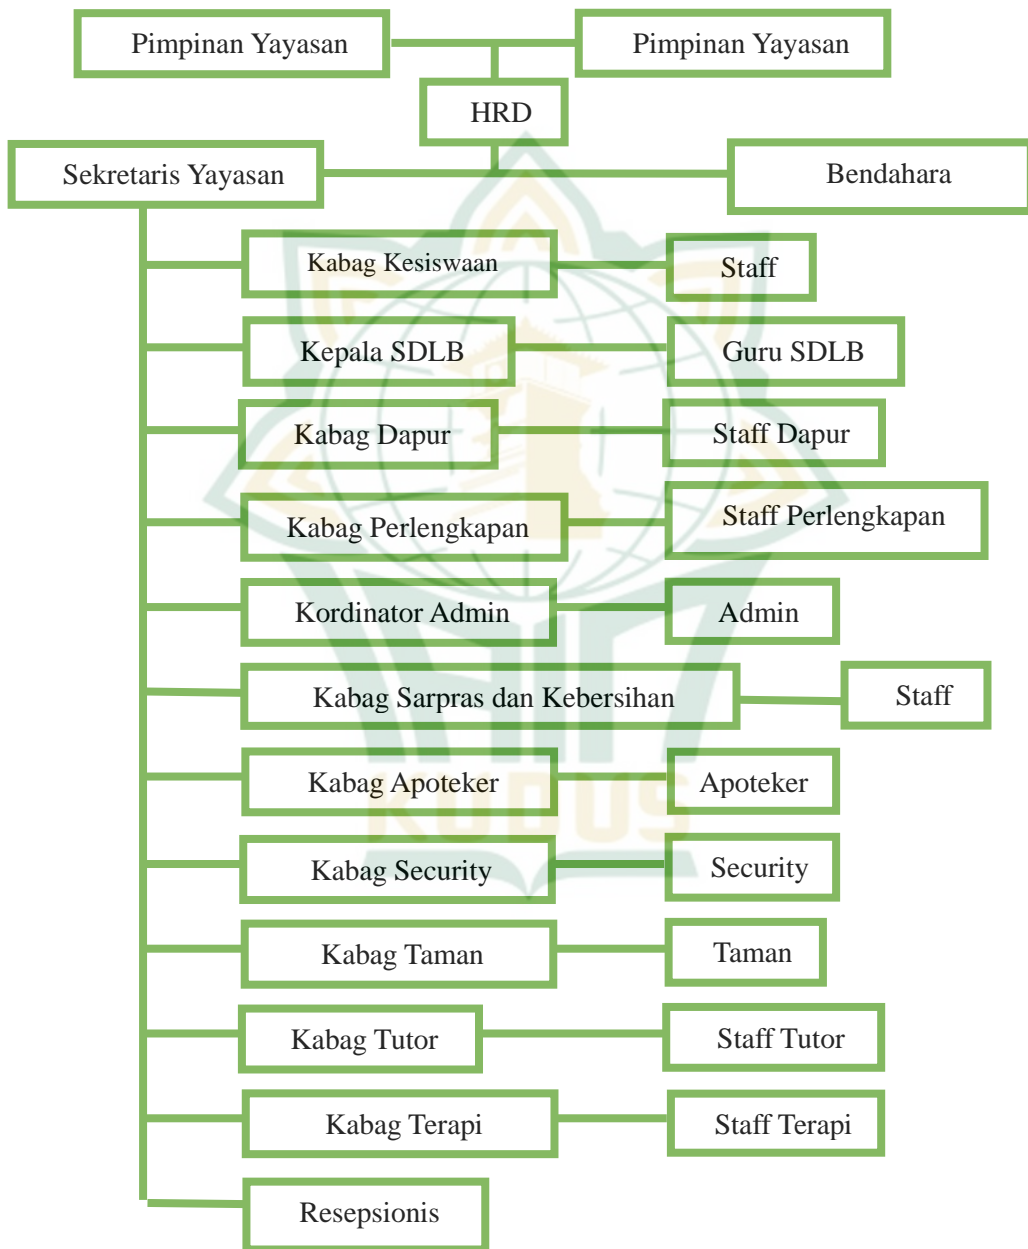 Pimpinan Yayasan
Pimpinan Yayasan
HRD
Sekretaris Yayasan
Bendahara
Kabag Kesiswaan
Staff
Kepala SDLB
Guru SDLB
Kabag Dapur
Staff Dapur
Kabag Perlengkapan
Staff Perlengkapan
Kordinator Admin
Admin
Kabag Sarpras dan Kebersihan
Staff
Kabag Apoteker
Apoteker
KUDUS
Kabag Security
Security
Kabag Taman
Taman
Kabag Tutor
Staff Tutor
Kabag Terapi
Staff Terapi
Resepsionis